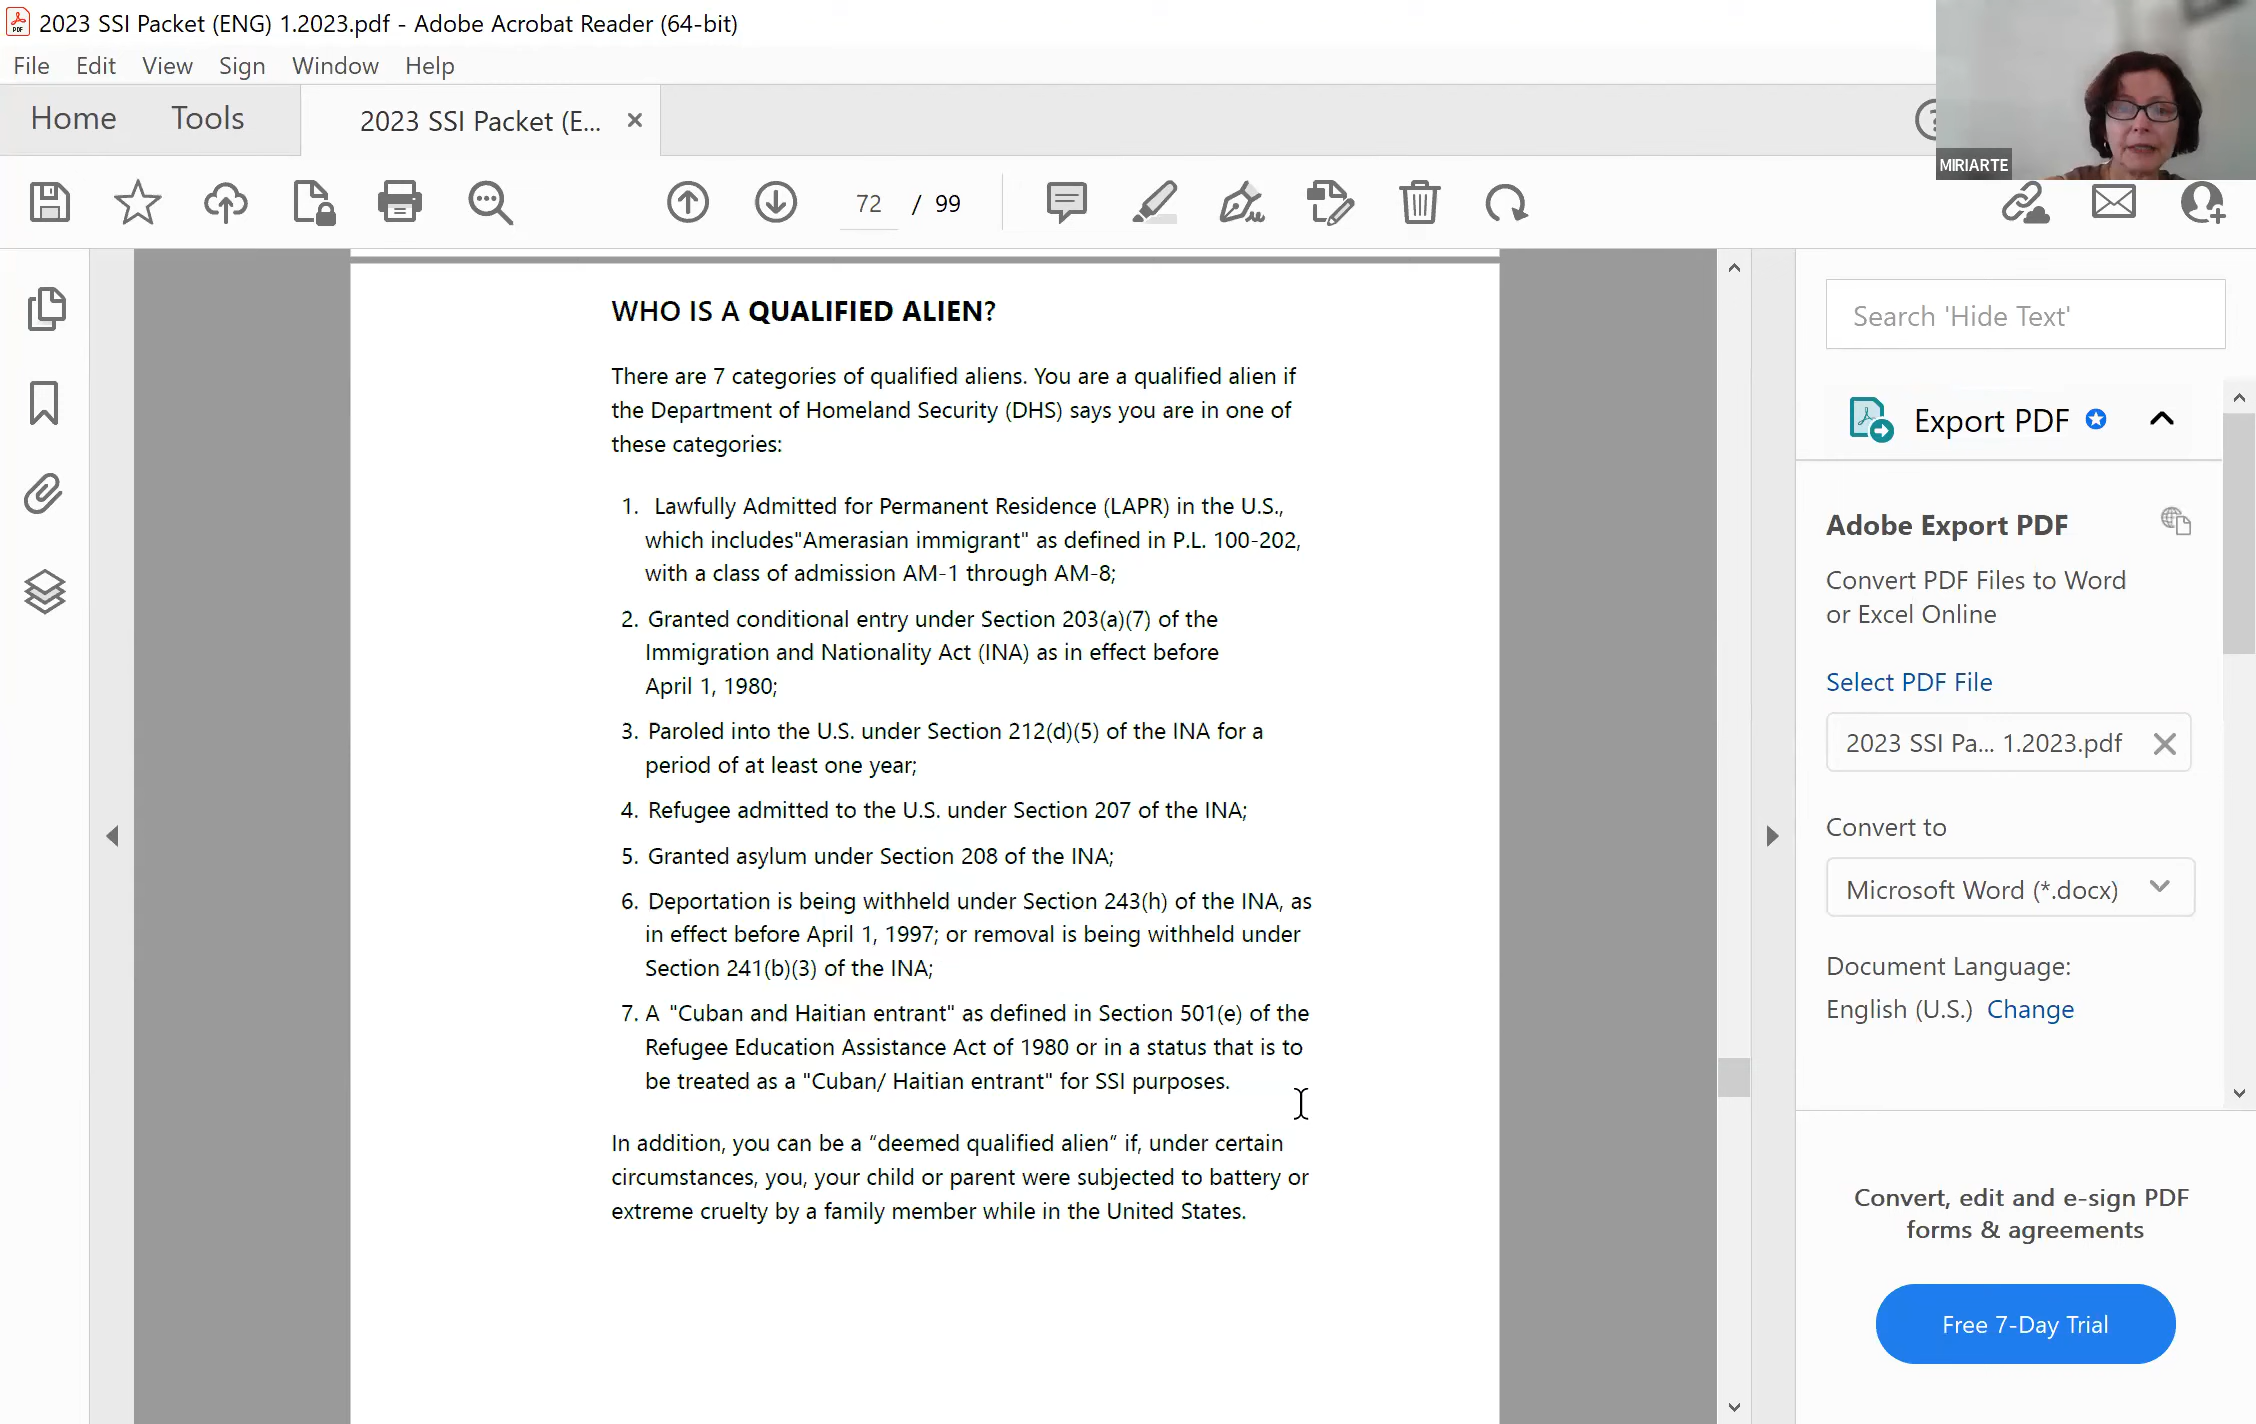 2023 SSI Packet (ENG) 1.2023.pdf - Adobe Acrobat Reader (64-bit)
File Edit View Sign Window Help
Home Tools 2023 SSI Packet (E...
MIRIARTE
72 / 99
WHO IS A QUALIFIED ALIEN?
There are 7 categories of qualified aliens. You are a qualified alien if
the Department of Homeland Security (DHS) says you are in one of
these categories:
1. Lawfully Admitted for Permanent Residence (LAPR) in the U.S.,
which includes"Amerasian immigrant" as defined in P.L. 100-202,
with a class of admission AM-1 through AM-8;
2. Granted conditional entry under Section 203(a)(7) of the
Immigration and Nationality Act (INA) as in effect before
April 1, 1980;
3. Paroled into the U.S. under Section 212(d)(5) of the INA for a
period of at least one year;
4. Refugee admitted to the U.S. under Section 207 of the INA;
5. Granted asylum under Section 208 of the INA;
6. Deportation is being withheld under Section 243(h) of the INA, as
in effect before April 1, 1997; or removal is being withheld under
Section 241(b)(3) of the INA;
7. A "Cuban and Haitian entrant" as defined in Section 501(e) of the
Refugee Education Assistance Act of 1980 or in a status that is to
be treated as a "Cuban/ Haitian entrant" for SSI purposes.
In addition, you can be a “deemed qualified alien” if, under certain
circumstances, you, your child or parent were subjected to battery or
extreme cruelty by a family member while in the United States.
Search 'Hide Text'
Export PDF
Adobe Export PDF
Convert PDF Files to Word
or Excel Online
Select PDF File
2023 SSI Pa... 1.2023.pdf
Convert to
Microsoft Word (*.docx)
Document Language:
English (U.S.) Change
Convert, edit and e-sign PDF
forms & agreements
Free 7-Day Trial